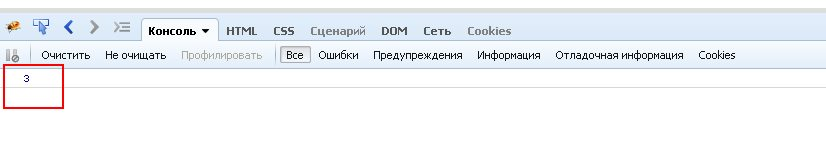 Консоль HTML CSS Сценарий DOM Сеть Cookies
Очистить Не очищать Профилировать Все Ошибки Предупреждения Информация Отладочная информация Cookies
3